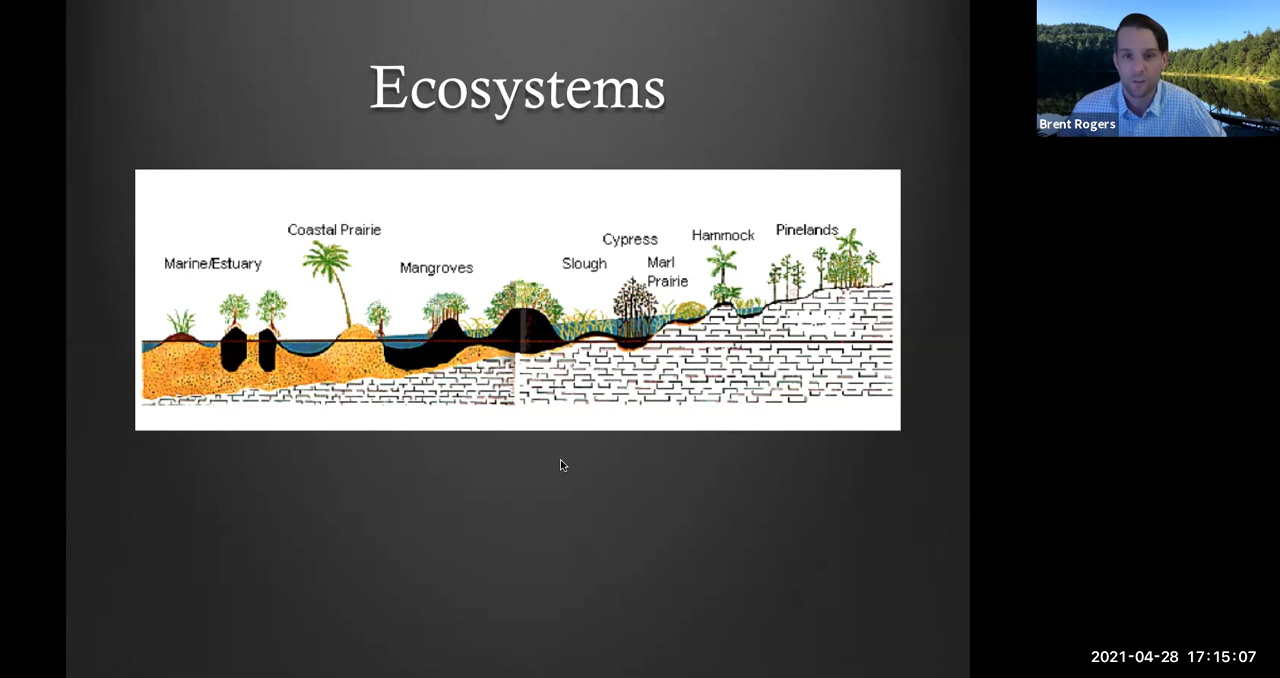 Ecosystems
Brent Rogers
Coastal Prairie
Marine/Estuary
Mangroves
Cypress
Slough
Marl
Prairie
Hammock
Pinelands
2021-04-28 17:15:07